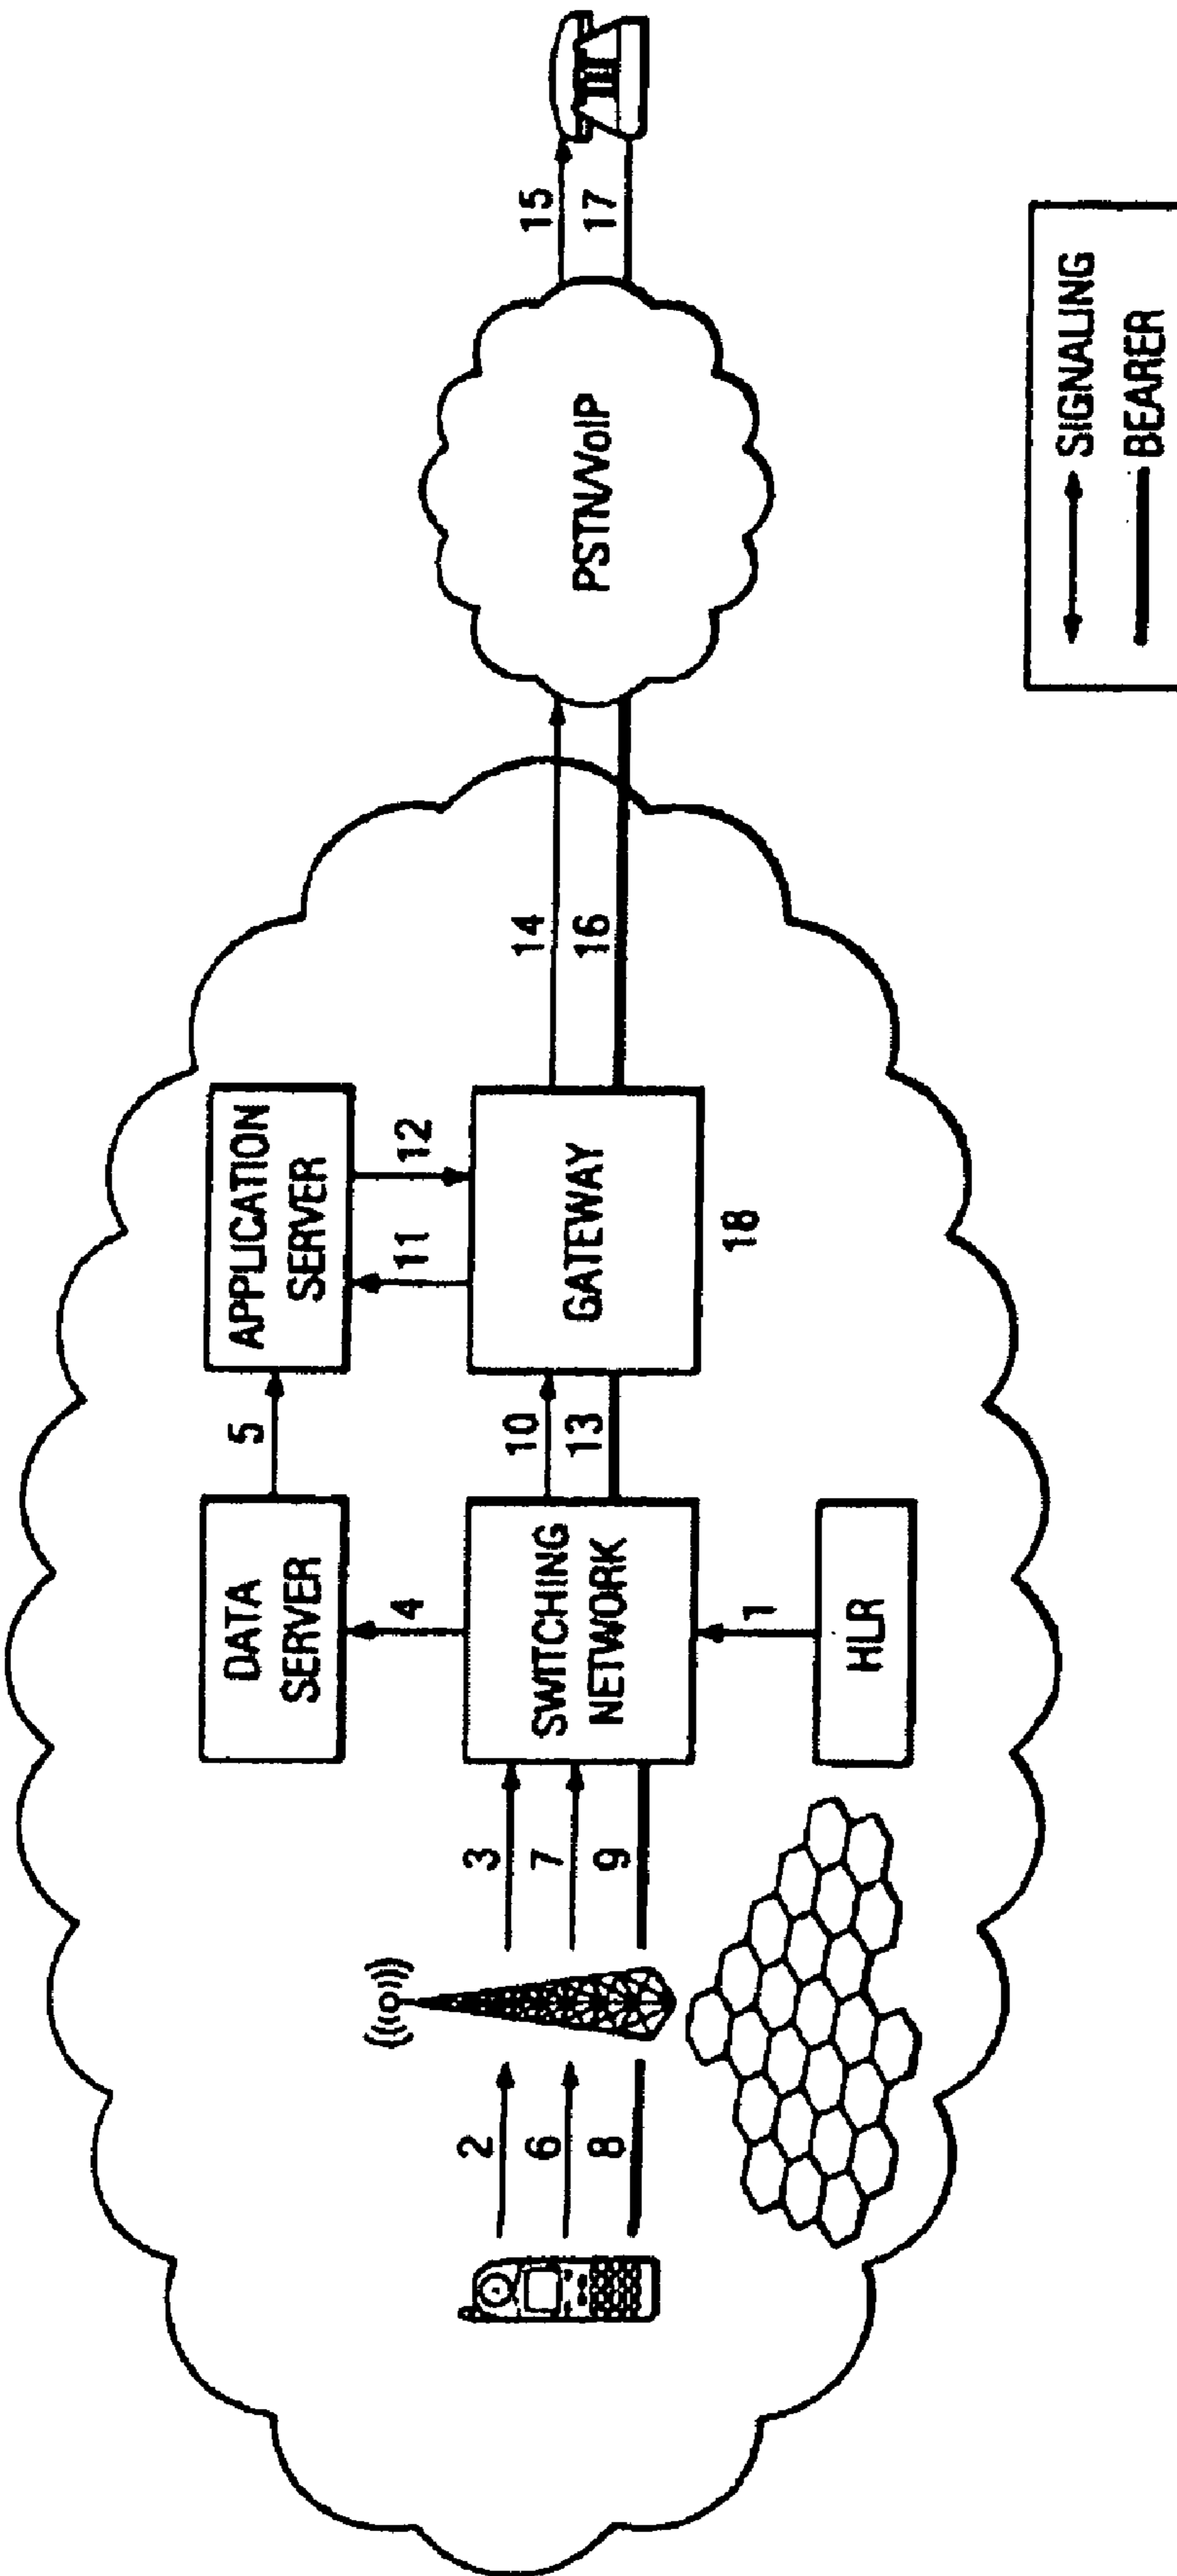 DATA
SERVER
5
APPLICATION
SERVER
4
11
12
2
3
6
7
8
9
SWITCHING
NETWORK
10
13
GATEWAY
14
16
PSTN/VoIP
15
17
1
18
HLR
SIGNALING
BEARER